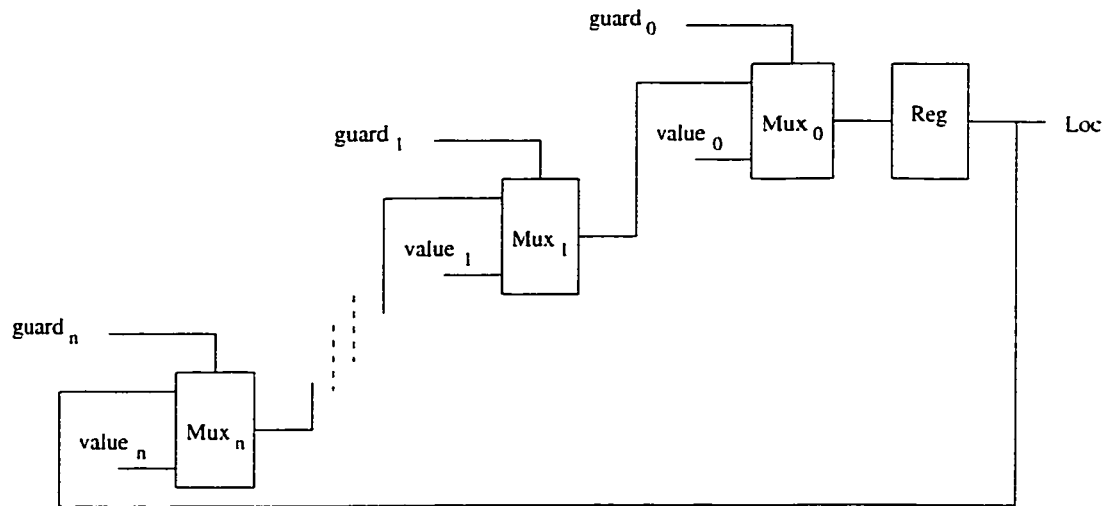 guard 0
Mux 0
Reg
Loc
value 0
guard 1
Mux 1
value 1
guard n
Mux n
value n